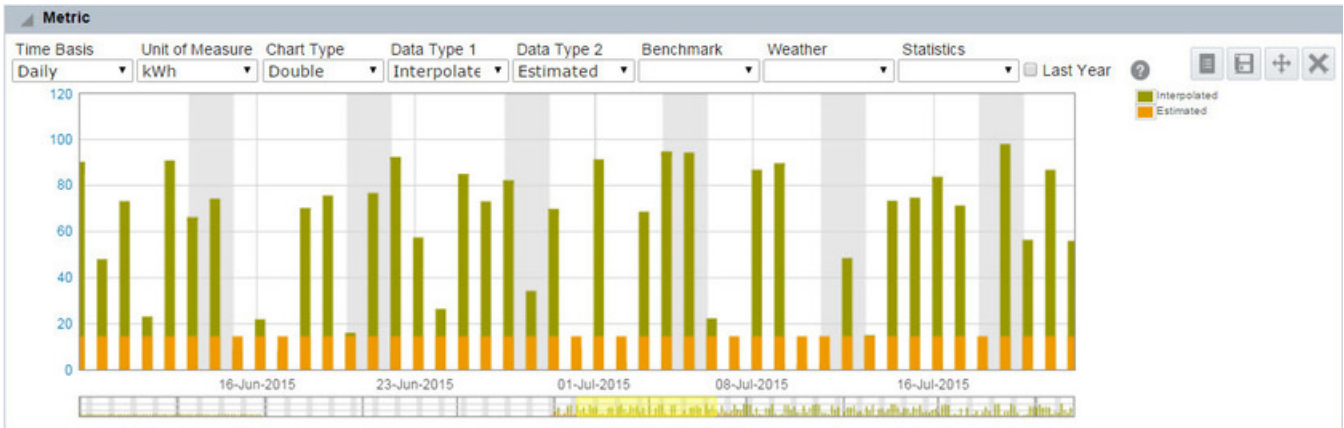 Metric
Time Basis Unit of Measure Chart Type Data Type 1 Data Type 2 Benchmark Weather Statistics
Daily kWh Double Interpolate Estimated Last Year ?
Interpolated
Estimated
120
100
80
60
40
20
0
16-Jun-2015 23-Jun-2015 01-Jul-2015 08-Jul-2015 16-Jul-2015